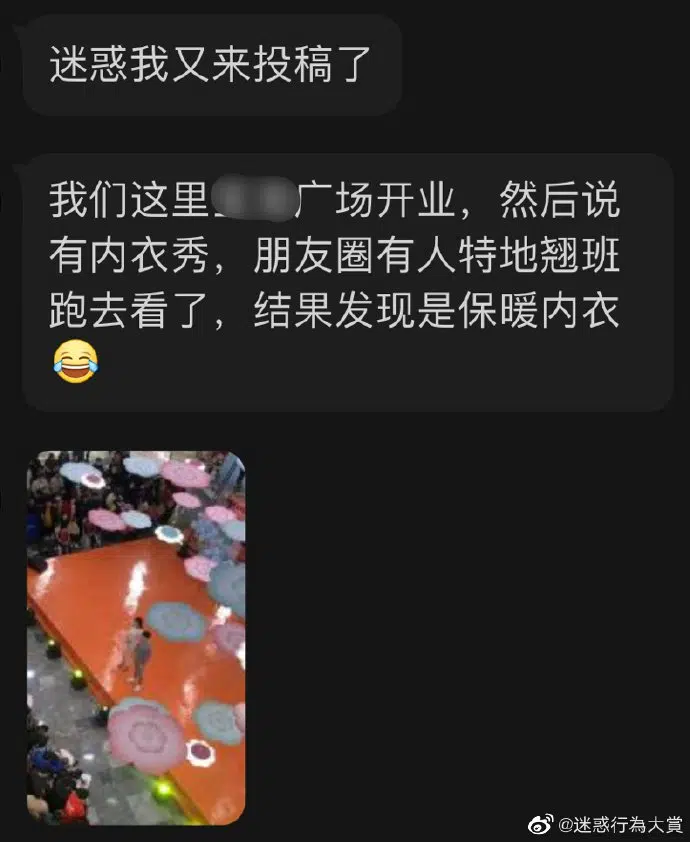 迷惑我又来投稿了
我们这里广场开业，然后说
有内衣秀，朋友圈有人特地翘班
跑去看了，结果发现是保暖内衣
😂
@迷惑行為大賞